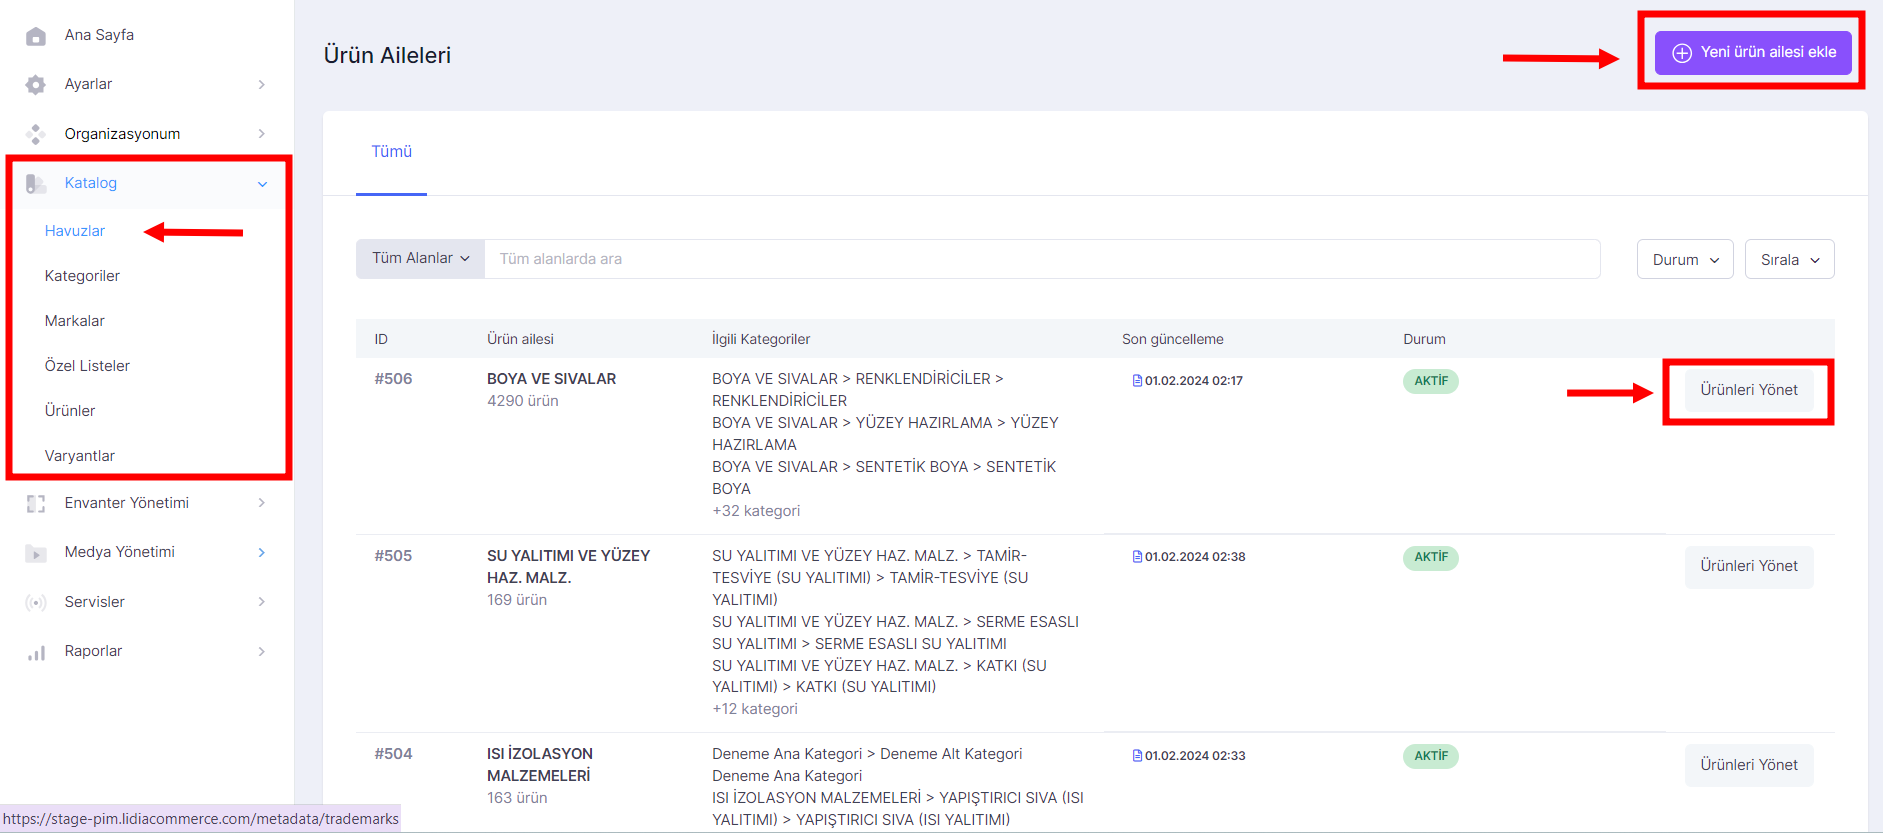 Ana Sayfa
Ayarlar
Organizasyonum
Katalog
Havuzlar
Kategoriler
Markalar
Özel Listeler
Ürünler
Varyantlar
Envanter Yönetimi
Medya Yönetimi
Servisler
Raporlar
Ürün Aileleri
Yeni ürün ailesi ekle
Tümü
Tüm Alanlar
Tüm alanlarda ara
Durum
Sırala
ID
Ürün ailesi
İlgili Kategoriler
Son güncelleme
Durum
#506
BOYA VE SIVALAR
4290 ürün
BOYA VE SIVALAR > RENKLENDİRİCİLER >
RENKLENDİRİCİLER
BOYA VE SIVALAR > YÜZEY HAZIRLAMA > YÜZEY
HAZIRLAMA
BOYA VE SIVALAR > SENTETİK BOYA > SENTETİK
BOYA
+32 kategori
01.02.2024 02:17
AKTİF
Ürünleri Yönet
#505
SU YALITIMI VE YÜZEY
HAZ. MALZ.
169 ürün
SU YALITIMI VE YÜZEY HAZ. MALZ. > TAMİR-
TESVİYE (SU YALITIMI) > TAMİR-TESVİYE (SU
YALITIMI)
SU YALITIMI VE YÜZEY HAZ. MALZ. > SERME ESASLI
SU YALITIMI > SERME ESASLI SU YALITIMI
SU YALITIMI VE YÜZEY HAZ. MALZ. > KATKI (SU
YALITIMI) > KATKI (SU YALITIMI)
+12 kategori
01.02.2024 02:38
AKTİF
Ürünleri Yönet
#504
ISI İZOLASYON
MALZEMELERİ
163 ürün
Deneme Ana Kategori > Deneme Alt Kategori
Deneme Ana Kategori
ISI İZOLASYON MALZEMELERİ > YAPIŞTIRICI SIVA (ISI
YALITIMI) > YAPIŞTIRICI SIVA (ISI YALITIMI)
01.02.2024 02:33
AKTİF
Ürünleri Yönet
https://stage-pim.lidiacommerce.com/metadata/trademarks